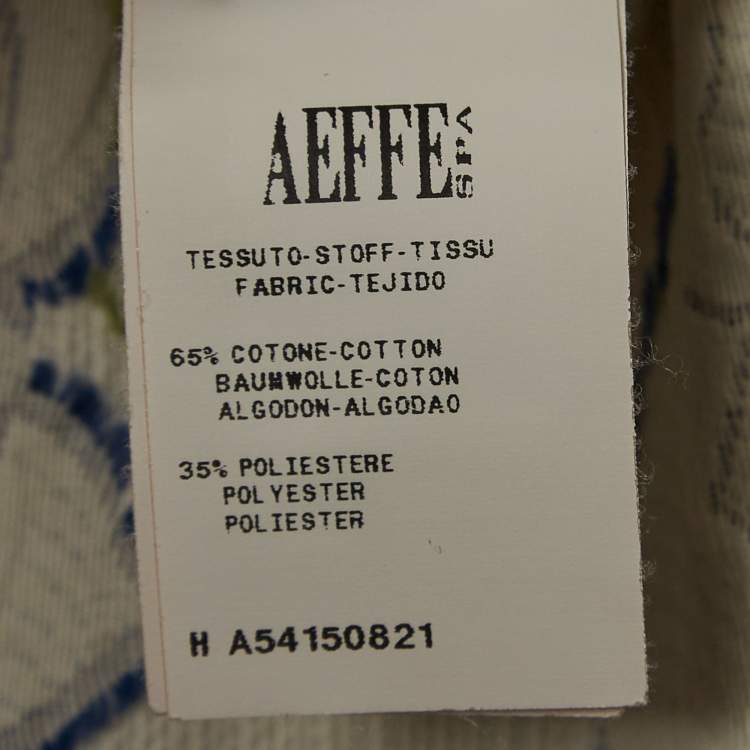 AEFFE SPA
TESSUTO-STOFF-TISSU
FABRIC-TEJIDO
65% COTONE-COTTON
BAUMWOLLE-COTON
ALGODON-ALGODAO
35% POLIESTERE
POLYESTER
POLIESTER
H A54150821